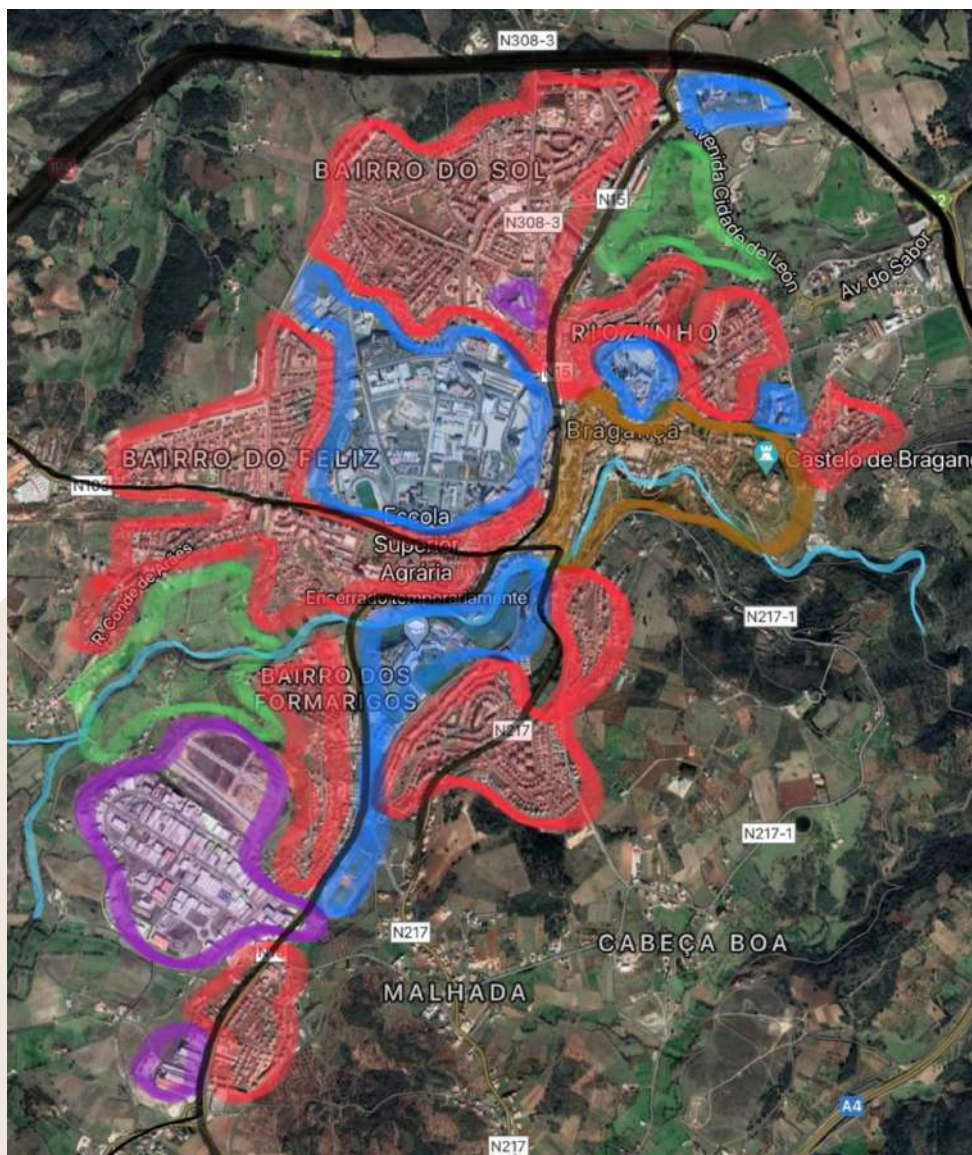 N308-3
BAIRRO DO SOL
Avenida Cidade de León
N15
N308-3
Av. do Sabor
RIOZINHO
N15
Bragança
BAIRRO DO FELIZ
Castelo de Bragan
N103
Escola
Superior
Agrária
Encerrado temporariamente
R. Conde de Arães
N217-1
BAIRRO DOS
FORMARIGOS
N217
N217-1
N217
CABEÇA BOA
MALHADA
A4
N217